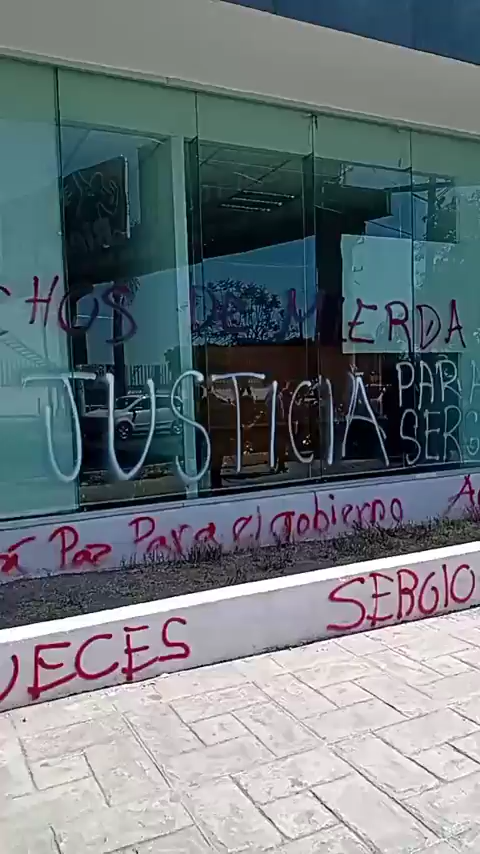 CHOS DE MIERDA
JUSTICIA
PARA
SERG
á Paz Para el gobierno A
SERGIO
UECES